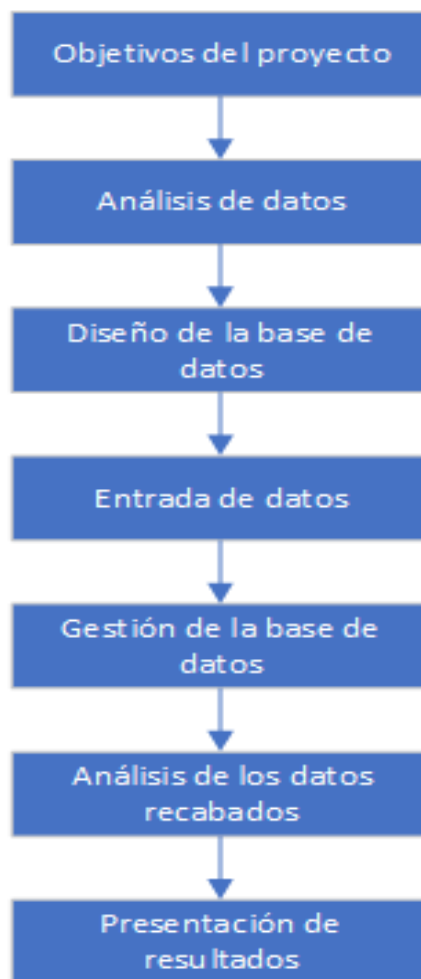 Objetivos del proyecto
Análisis de datos
Diseño de la base de
datos
Entrada de datos
Gestión de la base de
datos
Análisis de los datos
recabados
Presentación de
resultados